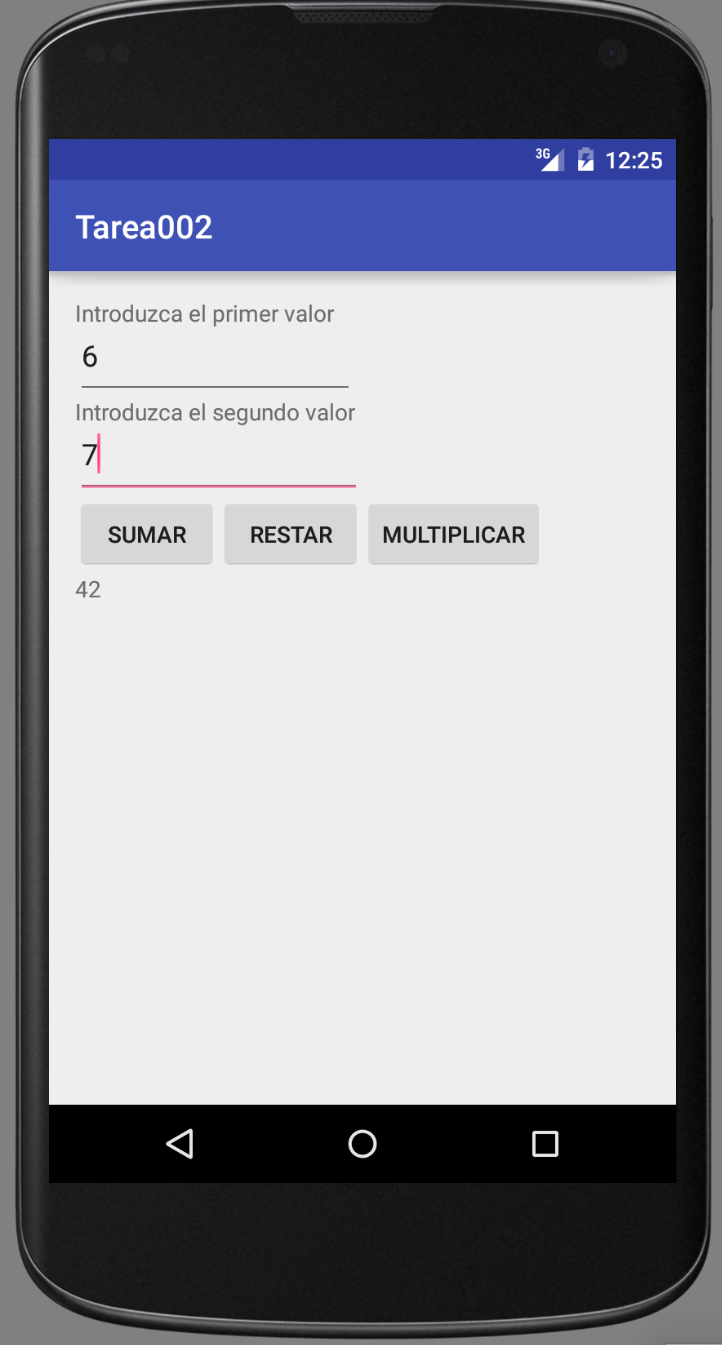 3G 12:25
Tarea002
Introduzca el primer valor
6
Introduzca el segundo valor
7
SUMAR RESTAR MULTIPLICAR
42